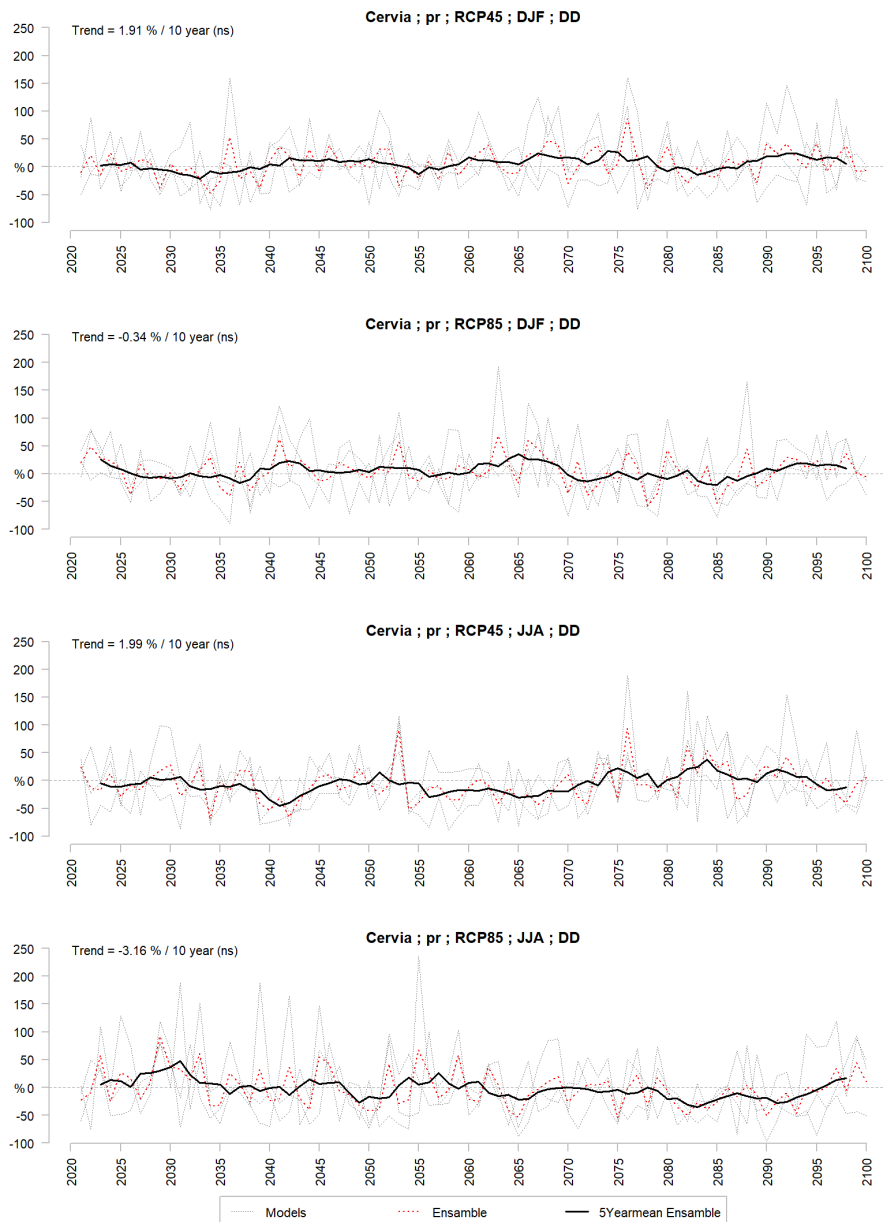 Cervia ; pr ; RCP45 ; DJF ; DD
Trend = 1.91 % / 10 year (ns)
250
200
150
100
50
% 0
-50
-100
2020 2025 2030 2035 2040 2045 2050 2055 2060 2065 2070 2075 2080 2085 2090 2095 2100
Cervia ; pr ; RCP85 ; DJF ; DD
Trend = -0.34 % / 10 year (ns)
250
200
150
100
50
% 0
-50
-100
2020 2025 2030 2035 2040 2045 2050 2055 2060 2065 2070 2075 2080 2085 2090 2095 2100
Cervia ; pr ; RCP45 ; JJA ; DD
Trend = 1.99 % / 10 year (ns)
250
200
150
100
50
% 0
-50
-100
2020 2025 2030 2035 2040 2045 2050 2055 2060 2065 2070 2075 2080 2085 2090 2095 2100
Cervia ; pr ; RCP85 ; JJA ; DD
Trend = -3.16 % / 10 year (ns)
250
200
150
100
50
% 0
-50
-100
2020 2025 2030 2035 2040 2045 2050 2055 2060 2065 2070 2075 2080 2085 2090 2095 2100
Models Ensamble 5Yearmean Ensamble